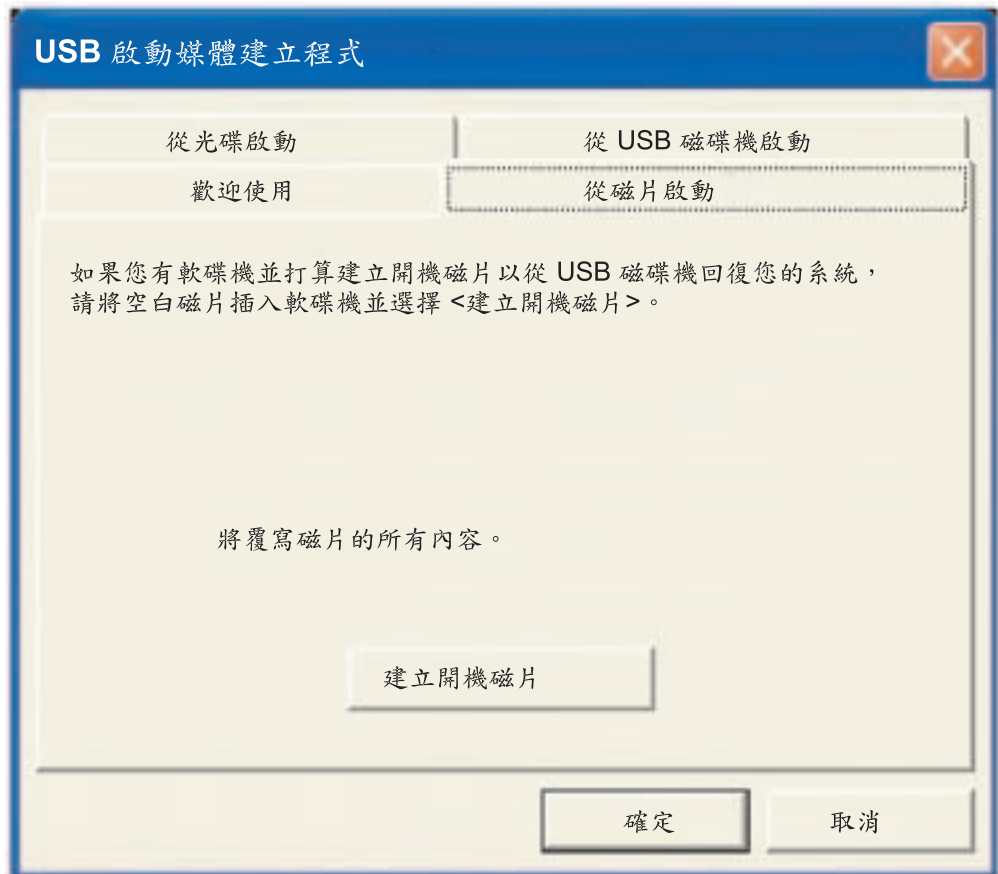 USB 啟動媒體建立程式
從光碟啟動
從 USB 磁碟機啟動
歡迎使用
從磁片啟動
如果您有軟碟機並打算建立開機磁片以從 USB 磁碟機回復您的系統，
請將空白磁片插入軟碟機並選擇 <建立開機磁片>。
將覆寫磁片的所有內容。
建立開機磁片
確定
取消